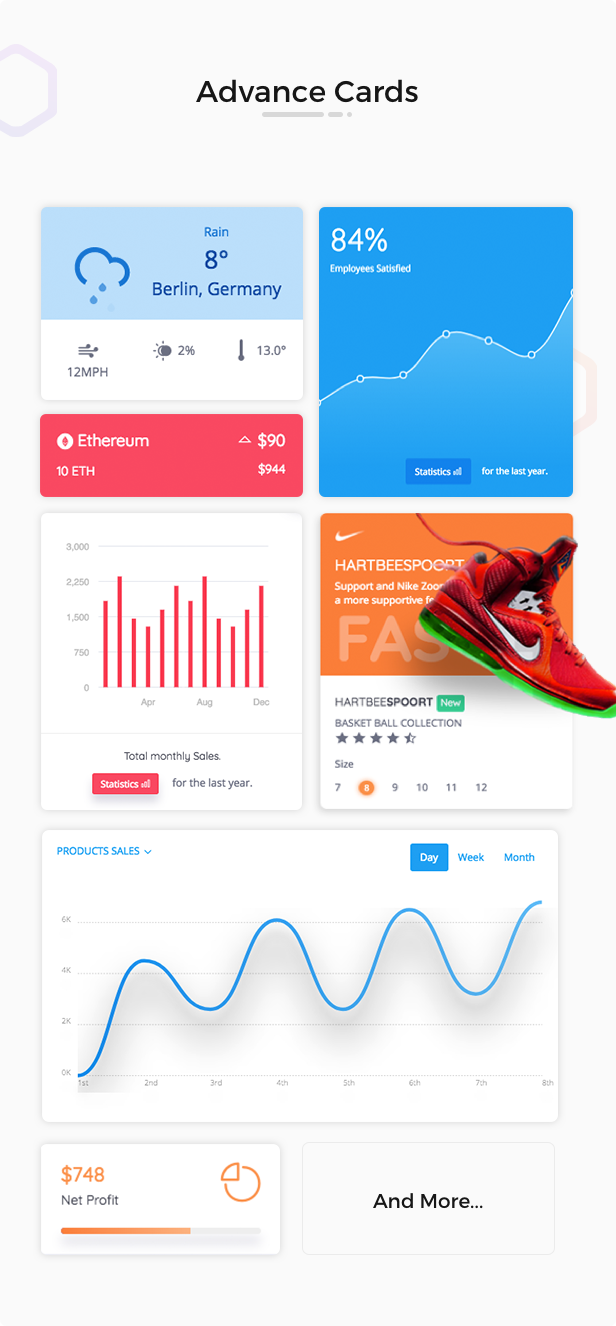 Advance Cards
Rain
8°
Berlin, Germany
12MPH
2%
13.0°
84%
Employees Satisfied
Statistics
for the last year.
Ethereum
$90
10 ETH
$944
3,000
2,250
1,500
750
0
Apr
Aug
Dec
Total monthly Sales.
Statistics
for the last year.
HARTBEESPOORT
Support and Nike Zoo
a more supportive fe
FAS
HARTBEESPOORT New
BASKET BALL COLLECTION
Size
7 8 9 10 11 12
PRODUCTS SALES
Day Week Month
6K
4K
2K
0K
1st 2nd 3rd 4th 5th 6th 7th 8th
$748
Net Profit
And More...